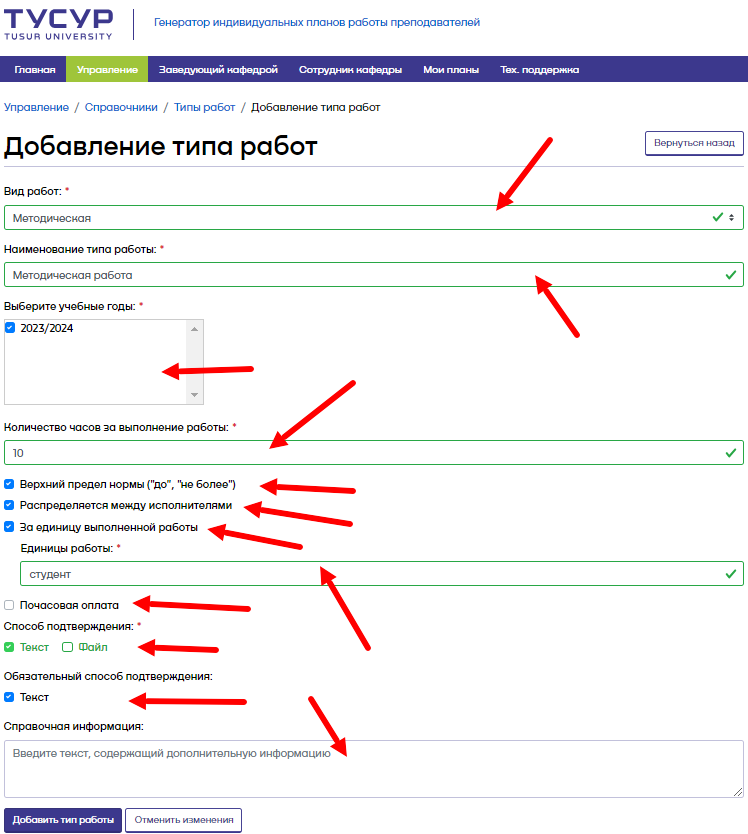 ТУСУР
TUSUR UNIVERSITY
Генератор индивидуальных планов работы преподавателей
Главная Управление Заведующий кафедрой Сотрудник кафедры Мои планы Тех. поддержка
Управление / Справочники / Типы работ / Добавление типа работ
Добавление типа работ
Вернуться назад
Вид работ: *
Методическая
Наименование типа работы: *
Методическая работа
Выберите учебные годы: *
2023/2024
Количество часов за выполнение работы: *
10
Верхний предел нормы ("до", "не более")
Распределяется между исполнителями
За единицу выполненной работы
Единицы работы: *
студент
Почасовая оплата
Способ подтверждения: *
Текст Файл
Обязательный способ подтверждения:
Текст
Справочная информация:
Введите текст, содержащий дополнительную информацию
Добавить тип работы Отменить изменения